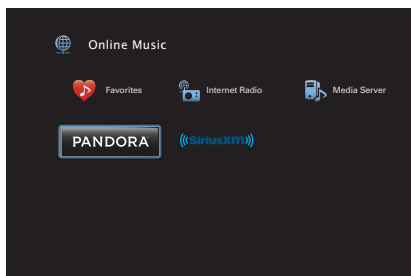 Online Music
Favorites Internet Radio Media Server
PANDORA ((SiriusXM))